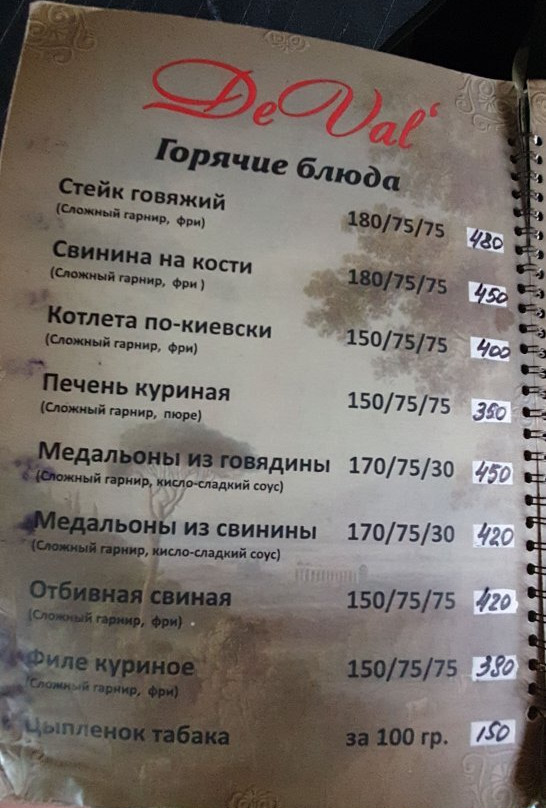 DeVal'
Горячие блюда
Стейк говяжий 180/75/75 480
(Сложный гарнир, фри)
Свинина на кости 180/75/75 450
(Сложный гарнир, фри )
Котлета по-киевски 150/75/75 400
(Сложный гарнир, фри)
Печень куриная 150/75/75 350
(Сложный гарнир, пюре)
Медальоны из говядины 170/75/30 450
(Сложный гарнир, кисло-сладкий соус)
Медальоны из свинины 170/75/30 420
(Сложный гарнир, кисло-сладкий соус)
Отбивная свиная 150/75/75 420
(Сложный гарнир, фри)
Филе куриное 150/75/75 380
(Сложный гарнир, фри)
Цыпленок табака за 100 гр. 150